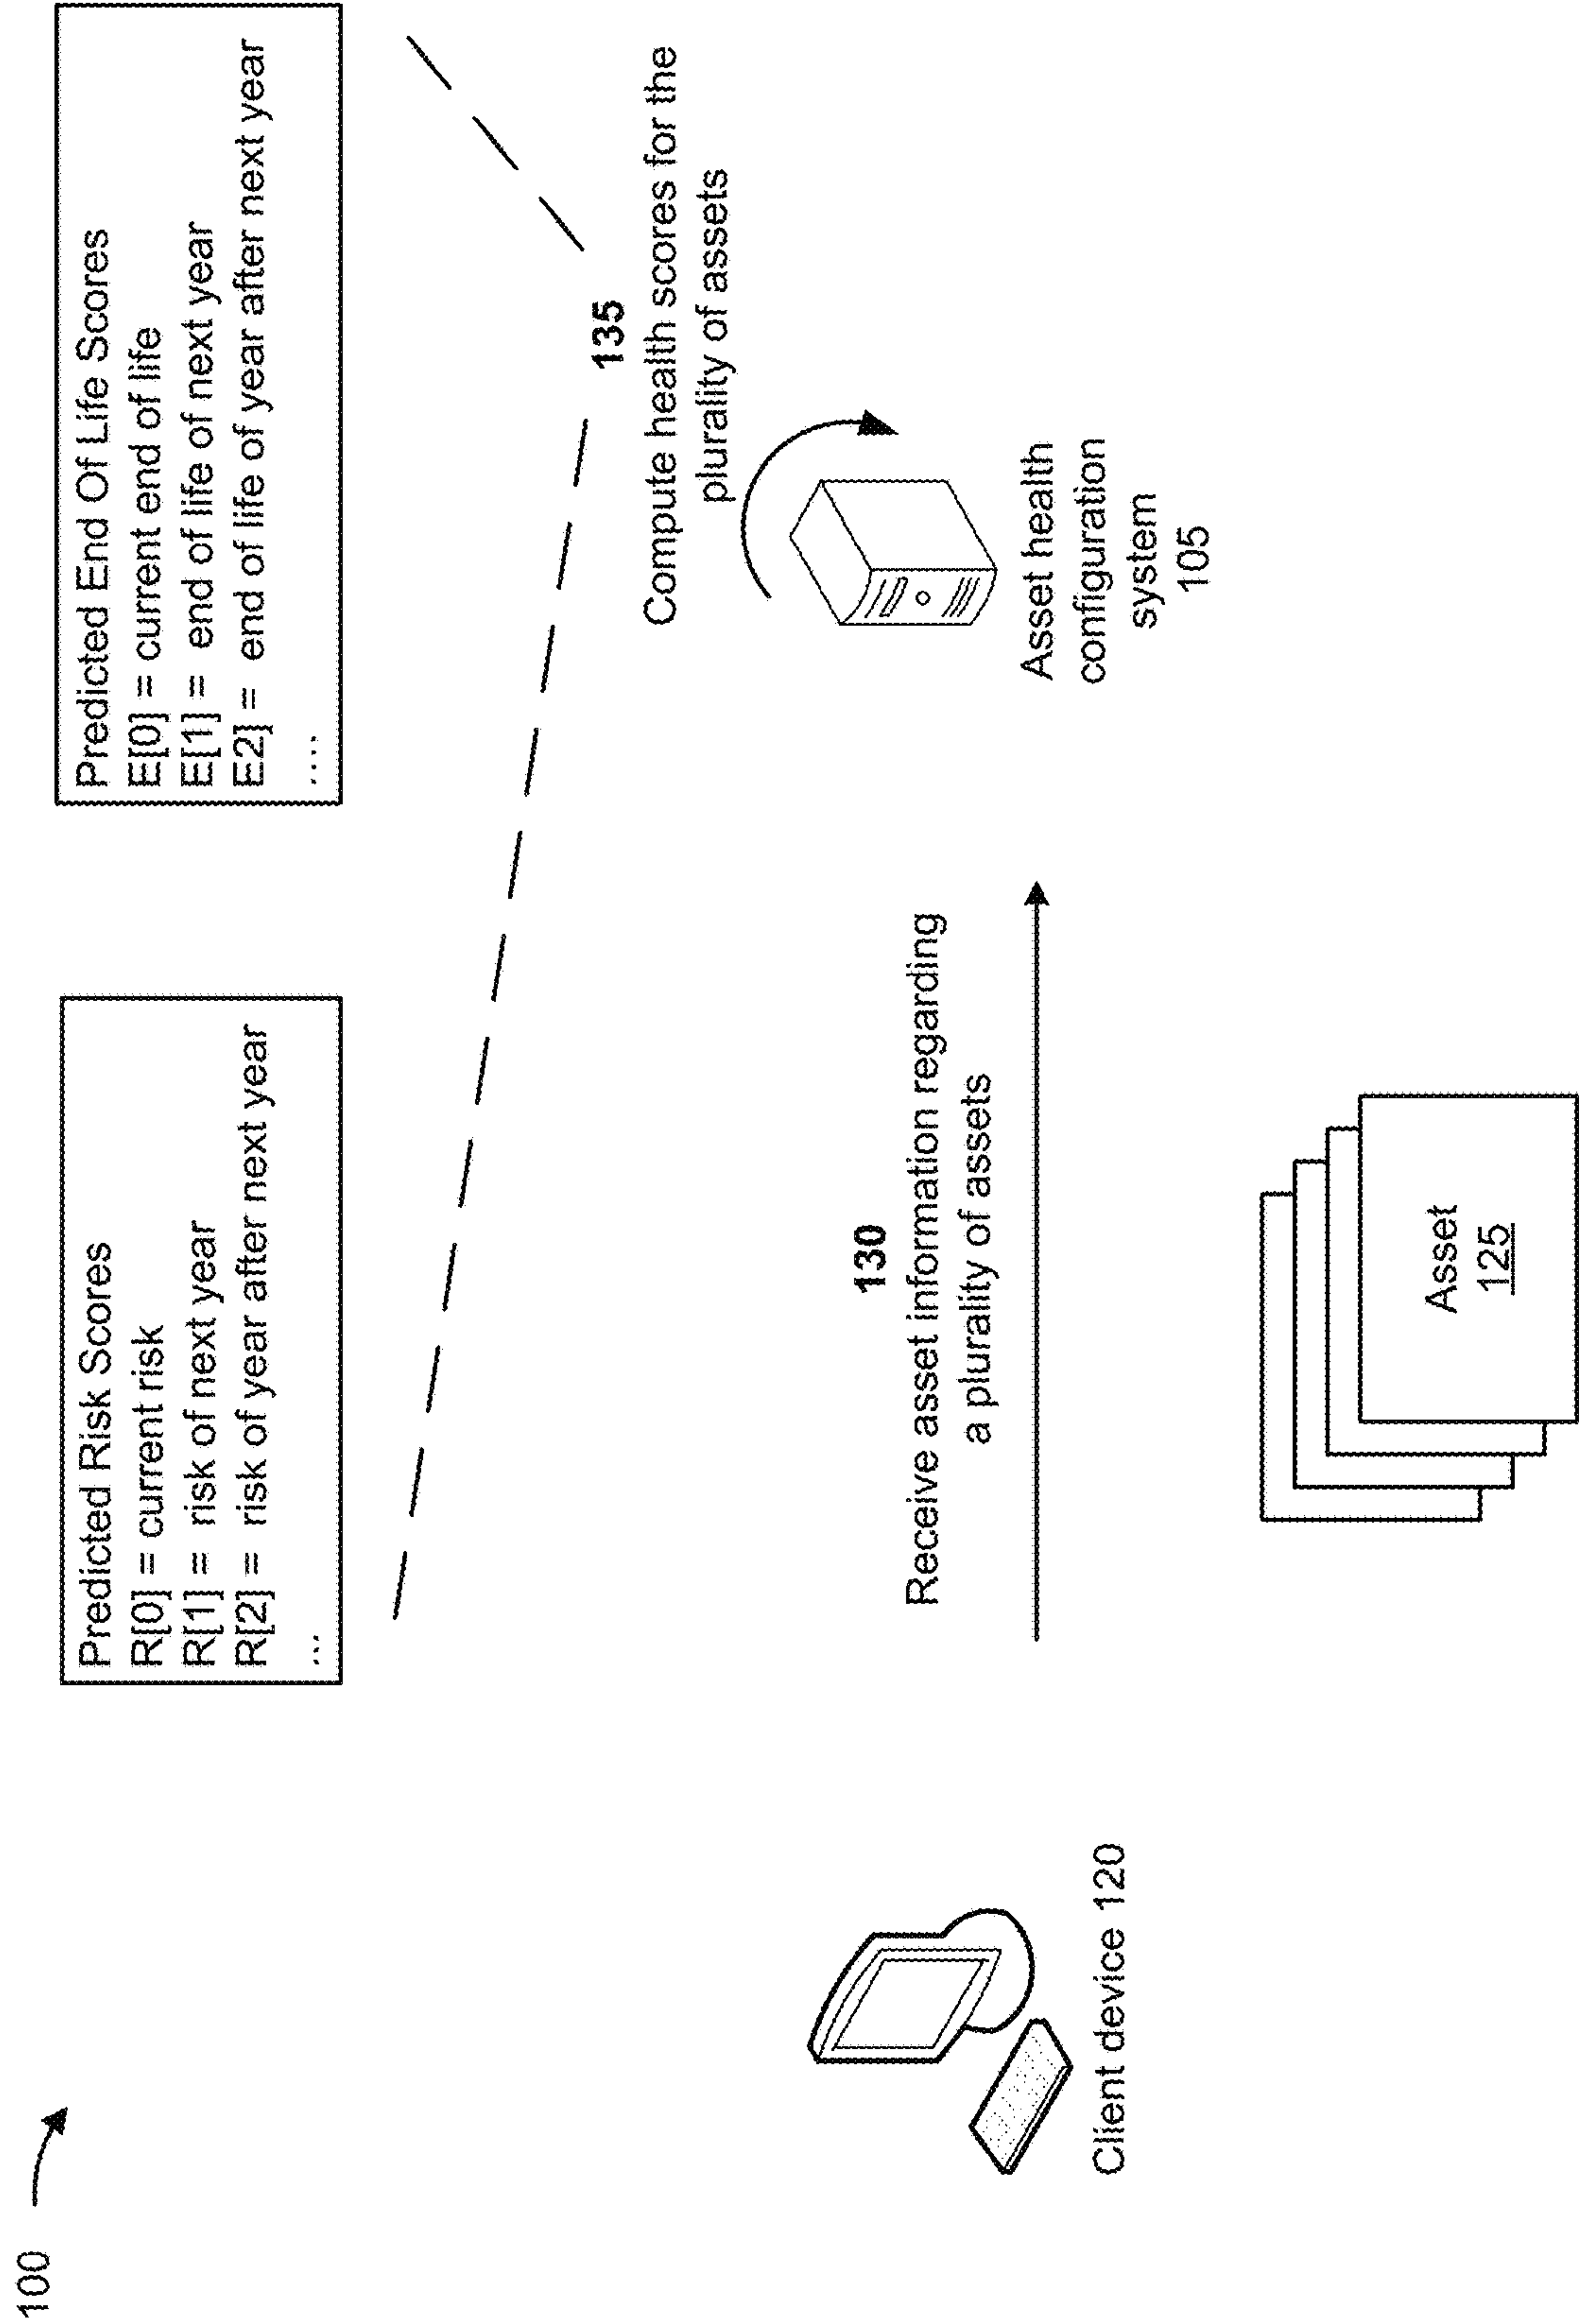 100
Predicted Risk Scores
R[0] = current risk
R[1] = risk of next year
R[2] = risk of year after next year
...
Predicted End Of Life Scores
E[0] = current end of life
E[1] = end of life of next year
E2] = end of life of year after next year
....
135
Compute health scores for the
plurality of assets
130
Receive asset information regarding
a plurality of assets
Client device 120
Asset health
configuration
system
105
Asset
125